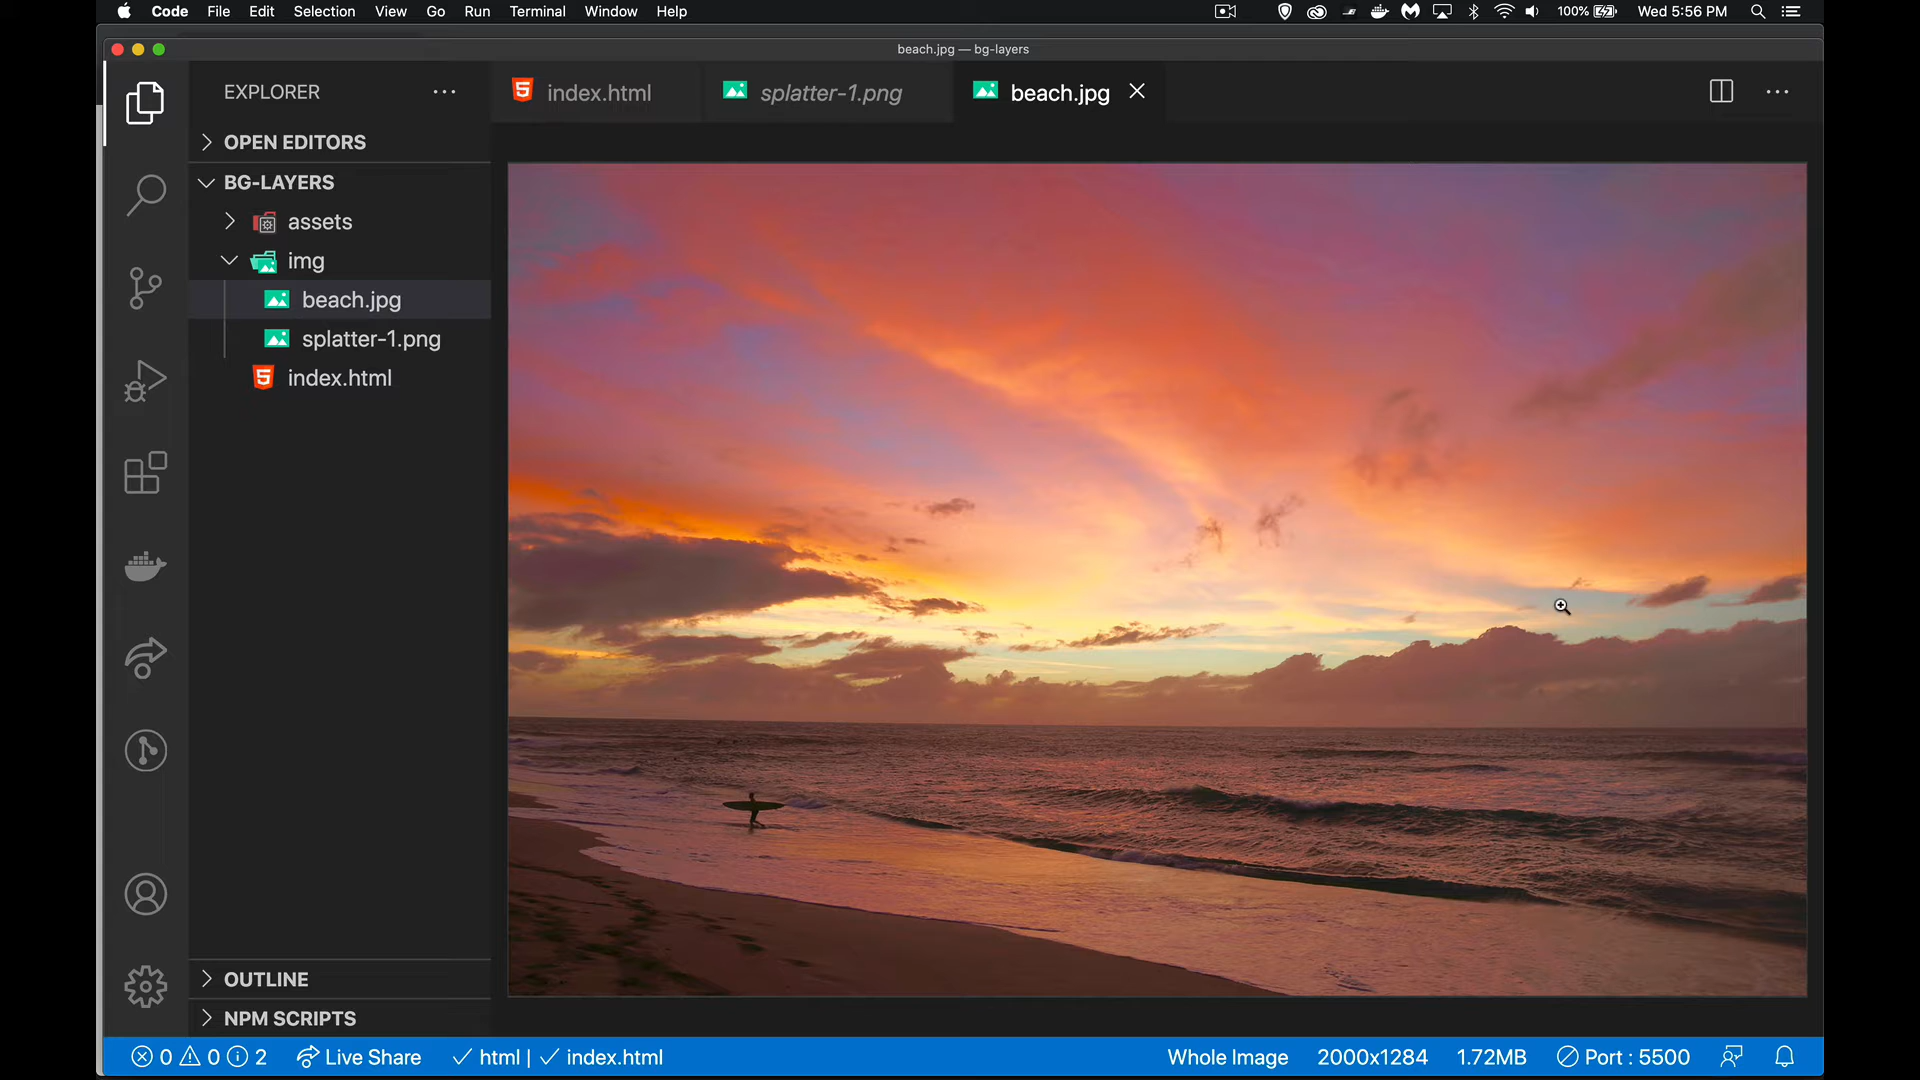 Code File Edit Selection View Go Run Terminal Window Help 100% Wed 5:56 PM
beach.jpg — bg-layers
EXPLORER index.html splatter-1.png beach.jpg
OPEN EDITORS
BG-LAYERS
assets
img
beach.jpg
splatter-1.png
index.html
OUTLINE
NPM SCRIPTS
0 0 2 Live Share html | index.html Whole Image 2000x1284 1.72MB Port : 5500